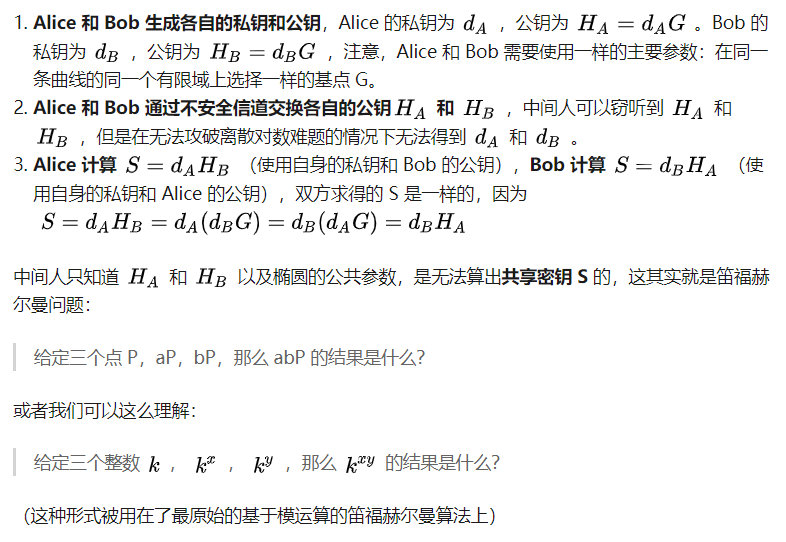 1. Alice 和 Bob 生成各自的私钥和公钥，Alice 的私钥为 d_A ，公钥为 H_A = d_AG 。Bob 的
私钥为 d_B ，公钥为 H_B = d_BG ，注意，Alice 和 Bob 需要使用一样的主要参数：在同一
条曲线的同一个有限域上选择一样的基点 G。
2. Alice 和 Bob 通过不安全信道交换各自的公钥 H_A 和 H_B ，中间人可以窃听到 H_A 和
H_B ，但是在无法攻破离散对数难题的情况下无法得到 d_A 和 d_B 。
3. Alice 计算 S = d_AH_B （使用自身的私钥和 Bob 的公钥），Bob 计算 S = d_BH_A （使
用自身的私钥和 Alice 的公钥），双方求得的 S 是一样的，因为
S = d_AH_B = d_A(d_BG) = d_B(d_AG) = d_BH_A
中间人只知道 H_A 和 H_B 以及椭圆的公共参数，是无法算出共享密钥 S 的，这其实就是笛福赫
尔曼问题：
给定三个点 P，aP，bP，那么 abP 的结果是什么？
或者我们可以这么理解：
给定三个整数 k ， k^x ， k^y ，那么 k^{xy} 的结果是什么？
（这种形式被用在了最原始的基于模运算的笛福赫尔曼算法上）